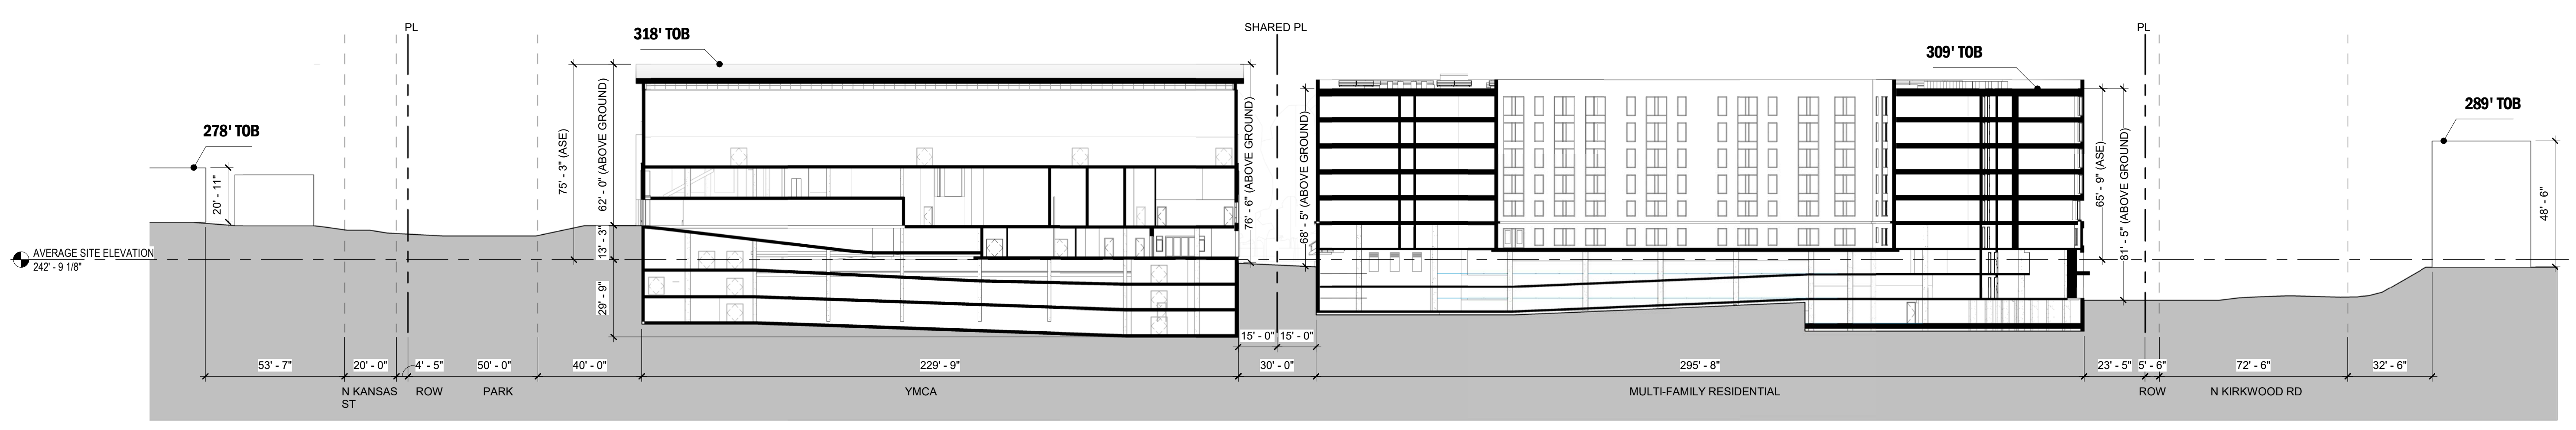 PL
SHARED PL
PL
318' TOB
309' TOB
278' TOB
289' TOB
20' - 11"
75' - 3" (ASE)
62' - 0" (ABOVE GROUND)
13' - 3"
29' - 9"
76' - 6" (ABOVE GROUND)
68' - 5" (ABOVE GROUND)
65' - 9" (ASE)
81' - 5" (ABOVE GROUND)
48' - 6"
AVERAGE SITE ELEVATION
242' - 9 1/8"
15' - 0"
15' - 0"
53' - 7"
20' - 0"
4' - 5"
50' - 0"
40' - 0"
229' - 9"
30' - 0"
295' - 8"
23' - 5"
5' - 6"
72' - 6"
32' - 6"
N KANSAS
ST
ROW
PARK
YMCA
MULTI-FAMILY RESIDENTIAL
ROW
N KIRKWOOD RD